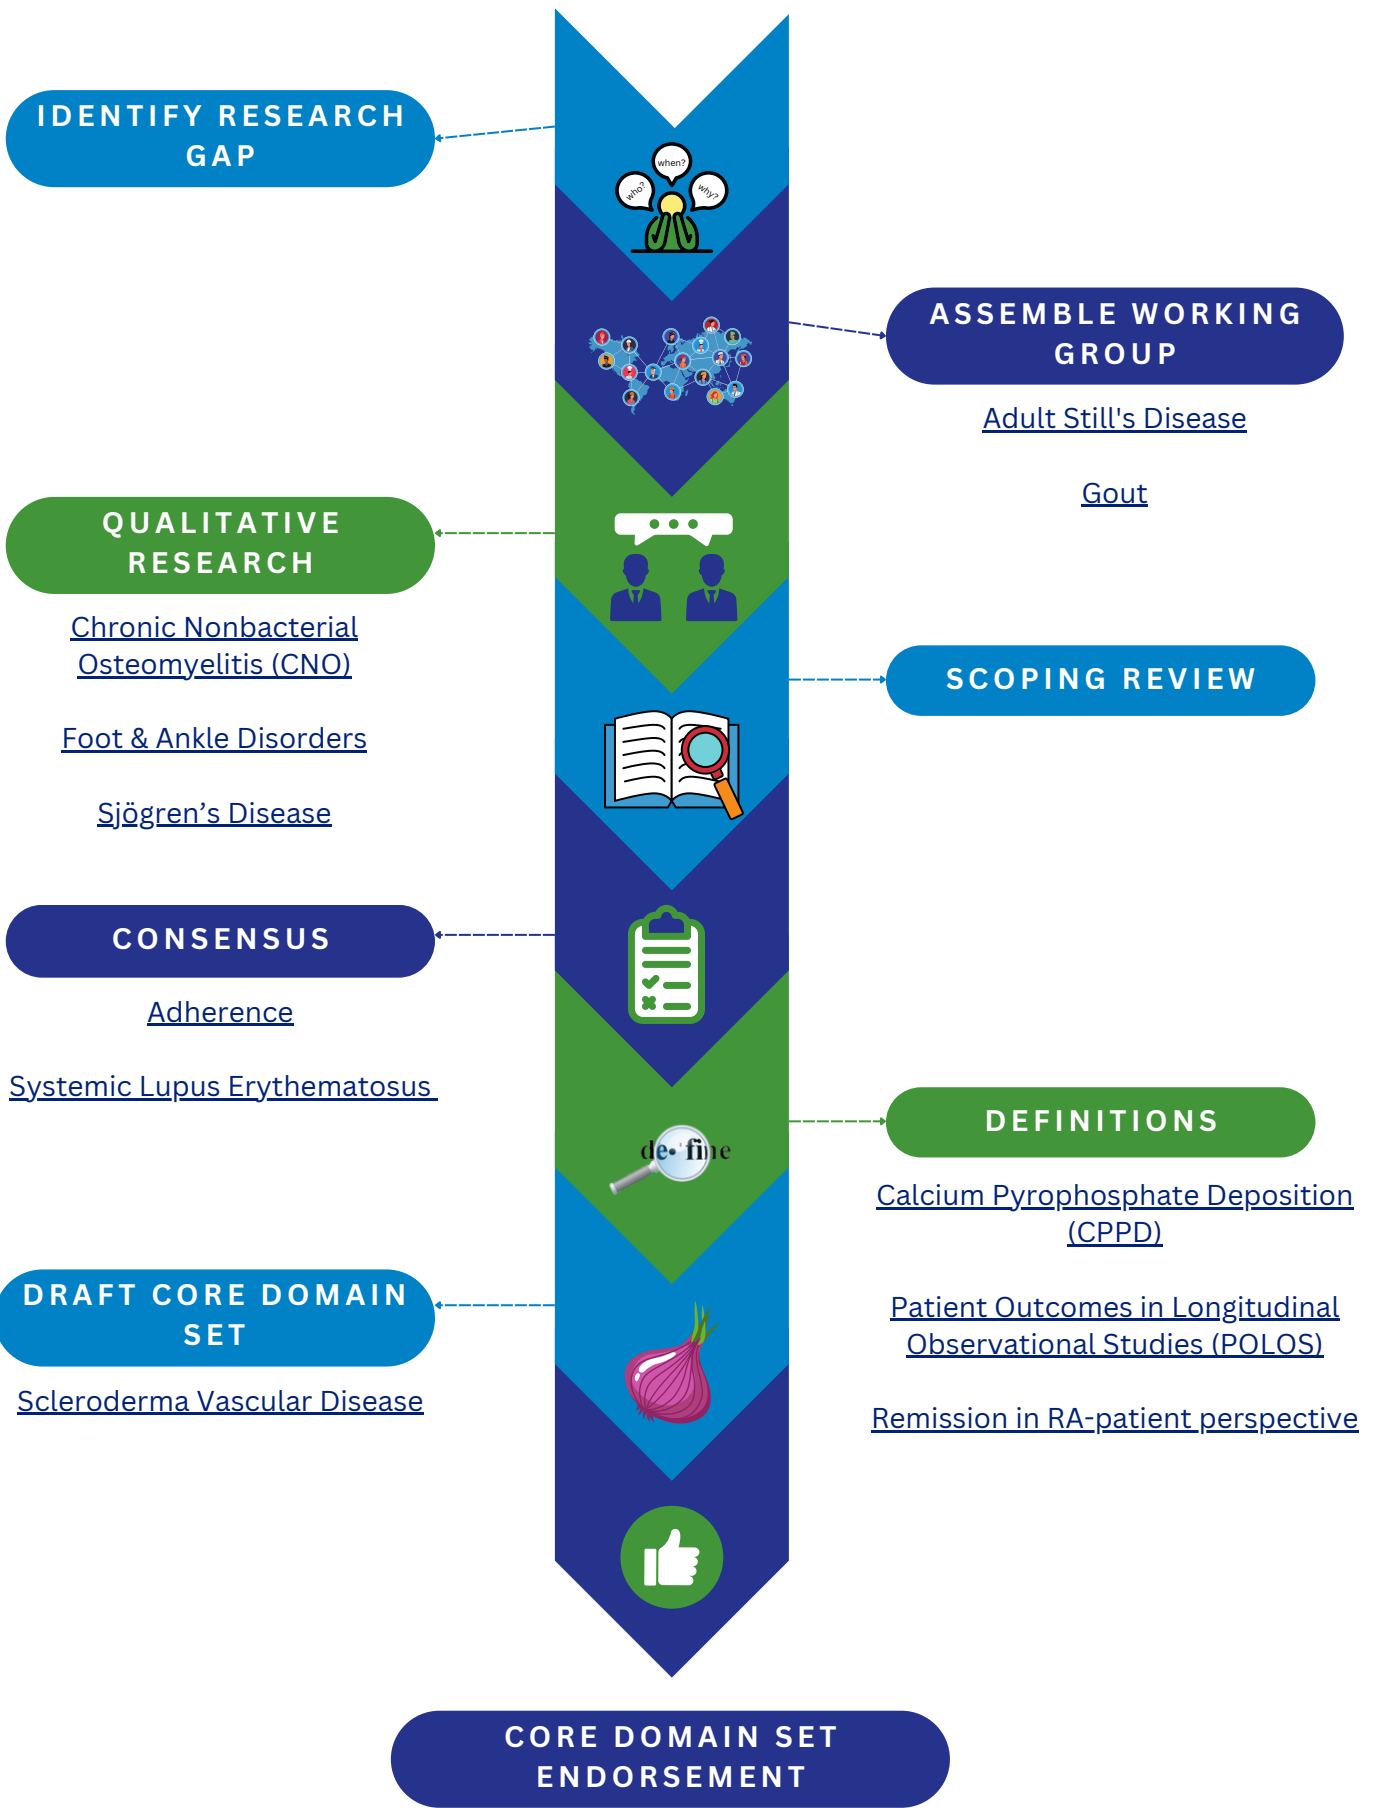 IDENTIFY RESEARCH
GAP
when?
who?
why?
ASSEMBLE WORKING
GROUP
Adult Still's Disease
Gout
QUALITATIVE
RESEARCH
Chronic Nonbacterial
Osteomyelitis (CNO)
Foot & Ankle Disorders
Sjögren’s Disease
SCOPING REVIEW
CONSENSUS
Adherence
Systemic Lupus Erythematosus
de•fine
DEFINITIONS
Calcium Pyrophosphate Deposition
(CPPD)
Patient Outcomes in Longitudinal
Observational Studies (POLOS)
Remission in RA-patient perspective
DRAFT CORE DOMAIN
SET
Scleroderma Vascular Disease
CORE DOMAIN SET
ENDORSEMENT